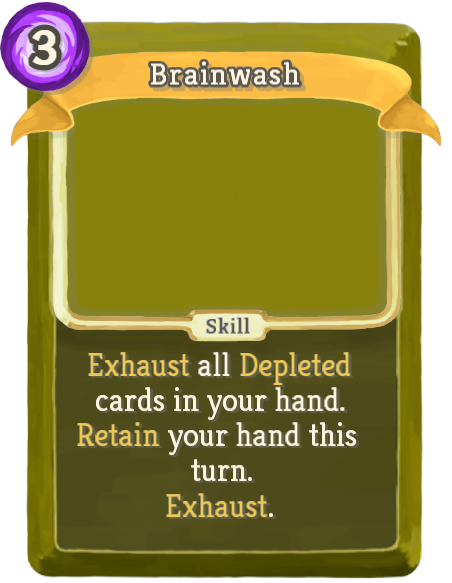 3
Brainwash
Skill
Exhaust all Depleted
cards in your hand.
Retain your hand this
turn.
Exhaust.